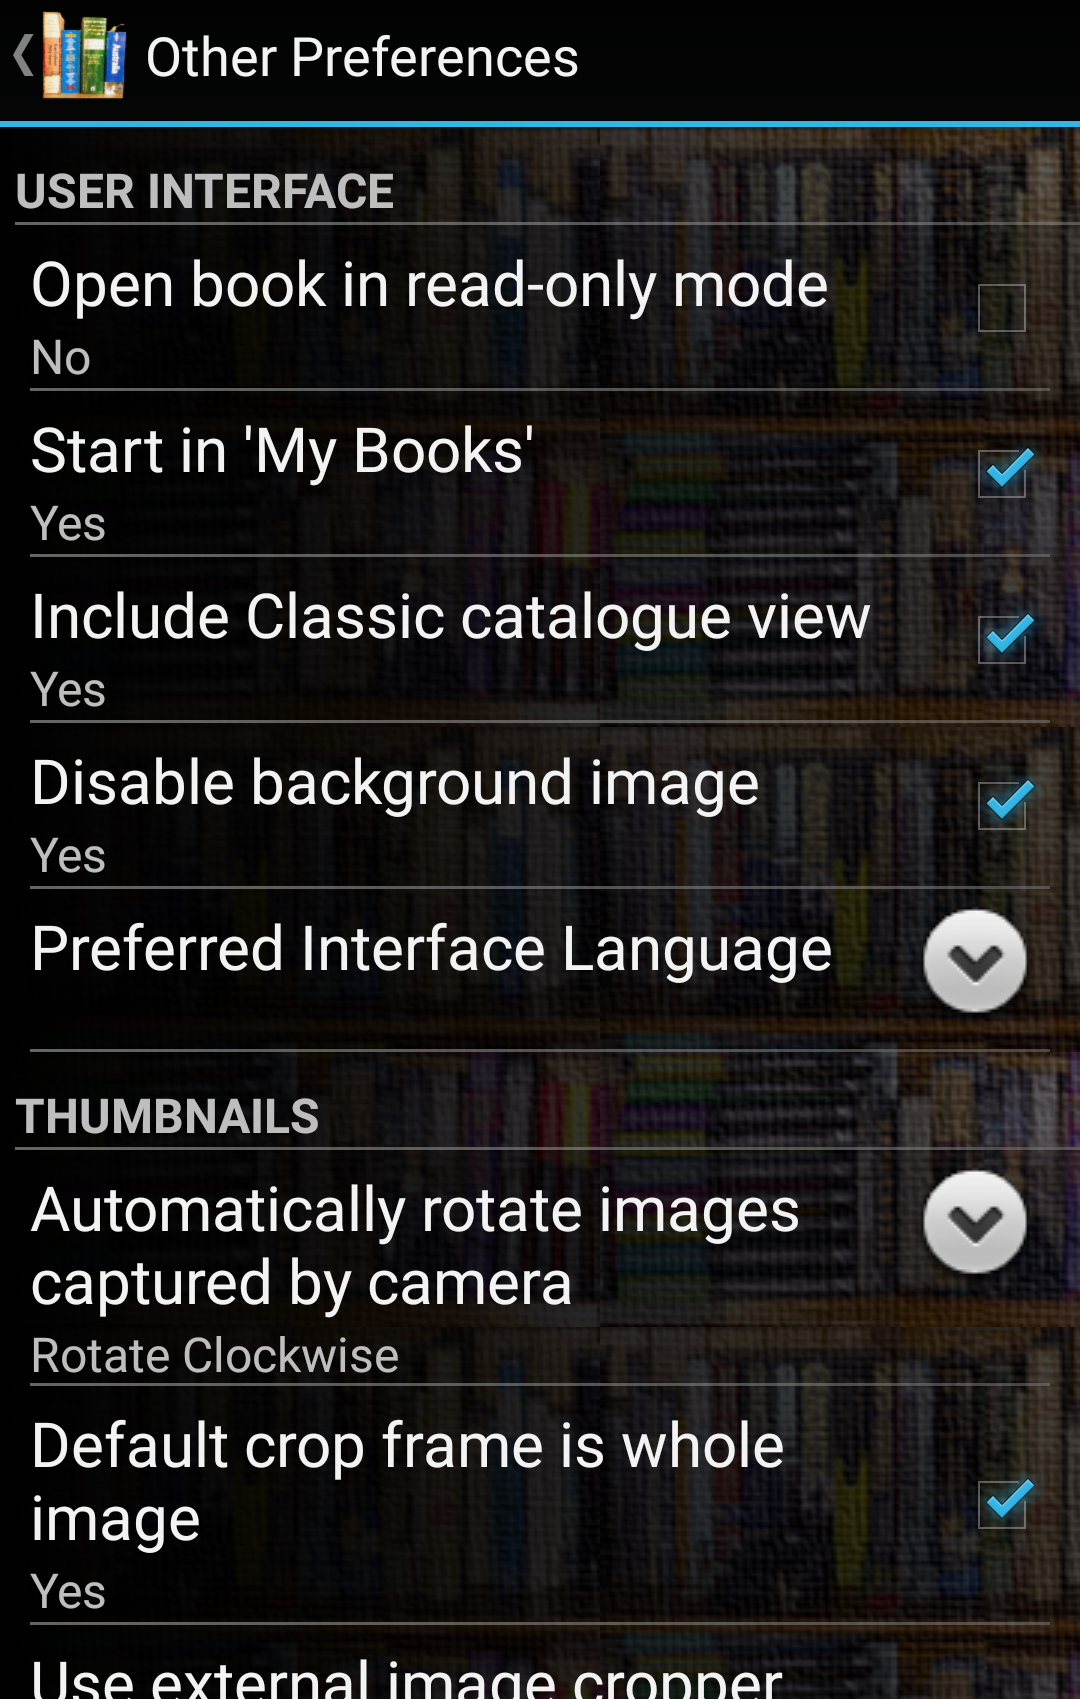 Other Preferences
USER INTERFACE
Open book in read-only mode
No
Start in 'My Books'
Yes
Include Classic catalogue view
Yes
Disable background image
Yes
Preferred Interface Language
THUMBNAILS
Automatically rotate images
captured by camera
Rotate Clockwise
Default crop frame is whole
image
Yes
Use external image cropper